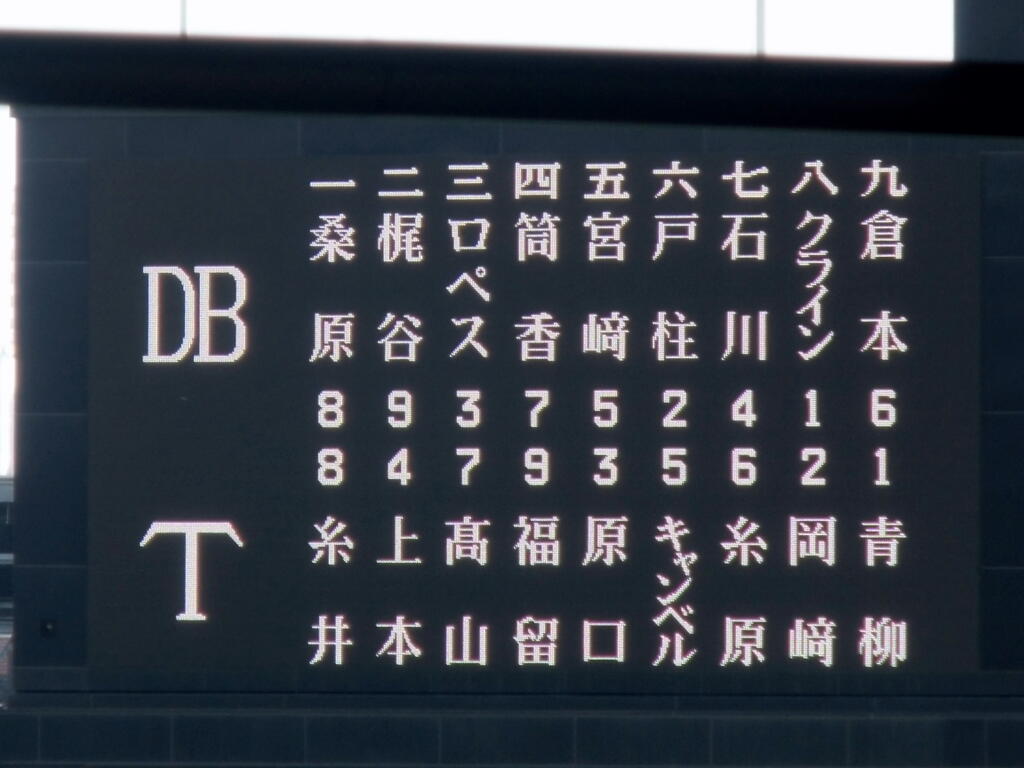 一 二 三 四 五 六 七 八 九
DB
桑原 梶谷 ロペス 筒香 宮﨑 戸柱 石川 クライン 倉本
8 9 3 7 5 2 4 1 6
8 4 7 9 3 5 6 2 1
T
糸井 上本 髙山 福留 原口 キャンベル 糸原 岡﨑 青柳